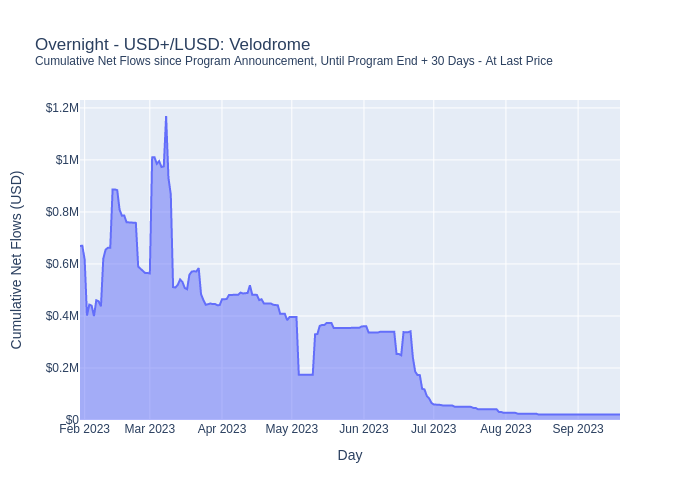 Overnight - USD+/LUSD: Velodrome
Cumulative Net Flows since Program Announcement, Until Program End + 30 Days - At Last Price
$1.2M
$1M
$0.8M
$0.6M
$0.4M
$0.2M
$0
Cumulative Net Flows (USD)
Feb 2023 Mar 2023 Apr 2023 May 2023 Jun 2023 Jul 2023 Aug 2023 Sep 2023
Day